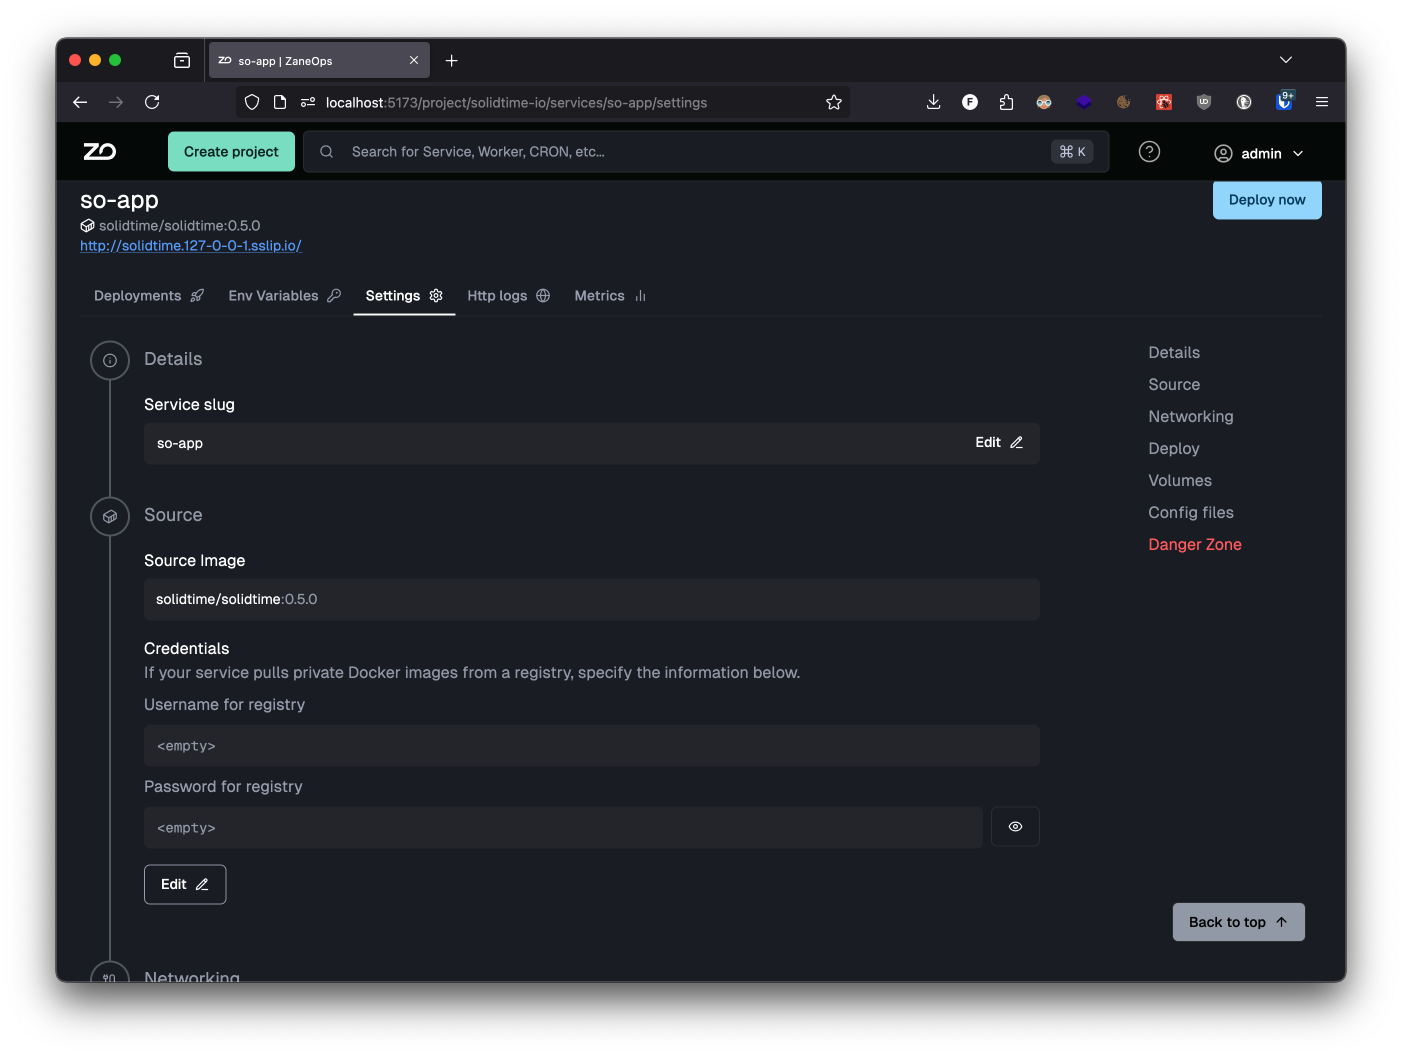 so-app | ZaneOps
localhost:5173/project/solidtime-io/services/so-app/settings
9+
ZO
Create project
Search for Service, Worker, CRON, etc...
⌘ K
admin
so-app
Deploy now
solidtime/solidtime:0.5.0
http://solidtime.127-0-0-1.sslip.io/
Deployments
Env Variables
Settings
Http logs
Metrics
Details
Service slug
so-app
Edit
Source
Source Image
solidtime/solidtime:0.5.0
Credentials
If your service pulls private Docker images from a registry, specify the information below.
Username for registry
<empty>
Password for registry
<empty>
Edit
Networking
Details
Source
Networking
Deploy
Volumes
Config files
Danger Zone
Back to top